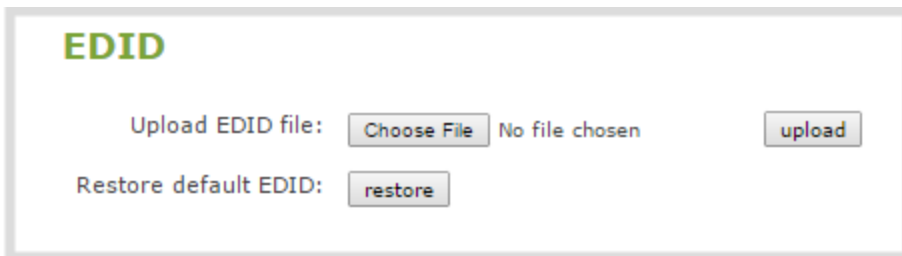 EDID
Upload EDID file: Choose File No file chosen upload
Restore default EDID: restore